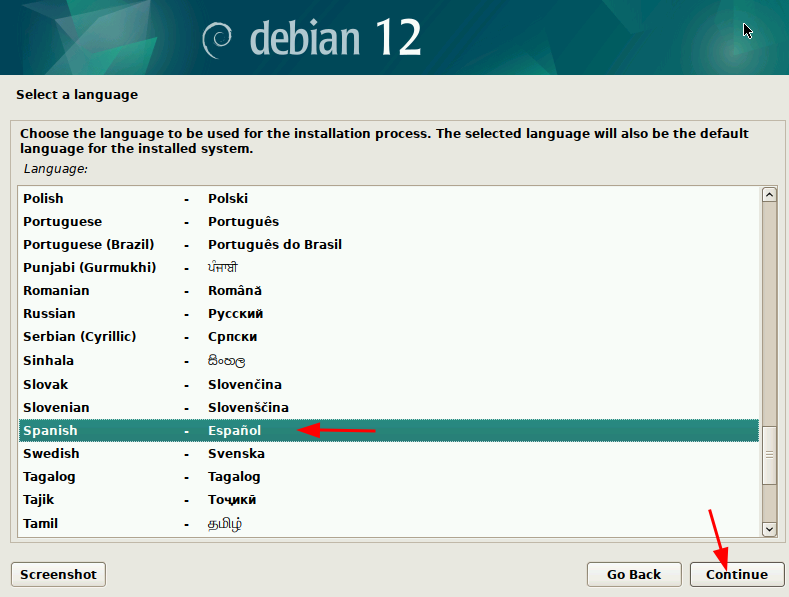 debian 12
Select a language
Choose the language to be used for the installation process. The selected language will also be the default
language for the installed system.
Language:
Polish - Polski
Portuguese - Português
Portuguese (Brazil) - Português do Brasil
Punjabi (Gurmukhi) - ਪੰਜਾਬੀ
Romanian - Română
Russian - Русский
Serbian (Cyrillic) - Српски
Sinhala - සිංහල
Slovak - Slovenčina
Slovenian - Slovenščina
Spanish - Español
Swedish - Svenska
Tagalog - Tagalog
Tajik - Тоҷикӣ
Tamil - தமிழ்
Screenshot Go Back Continue